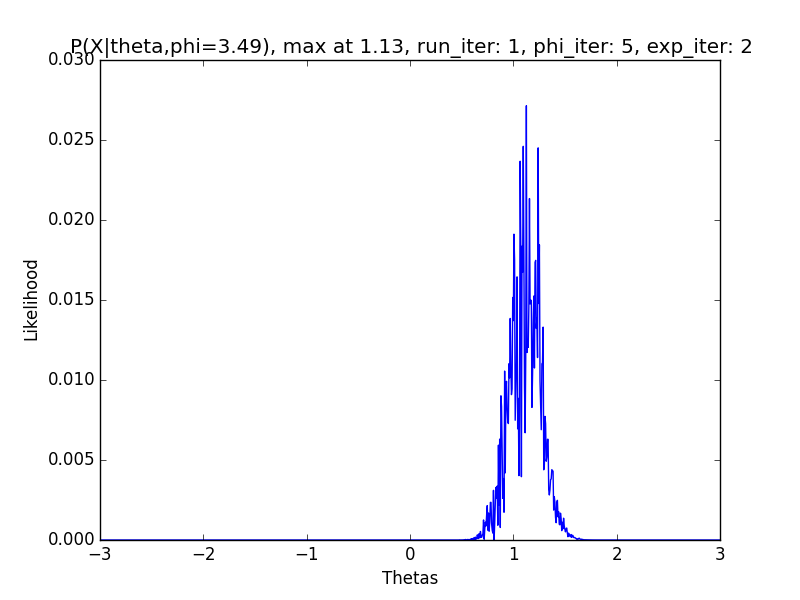 P(X|theta,phi=3.49), max at 1.13, run_iter: 1, phi_iter: 5, exp_iter: 2
0.030
0.025
0.020
0.015
0.010
0.005
0.000
Likelihood
−3 −2 −1 0 1 2 3
Thetas